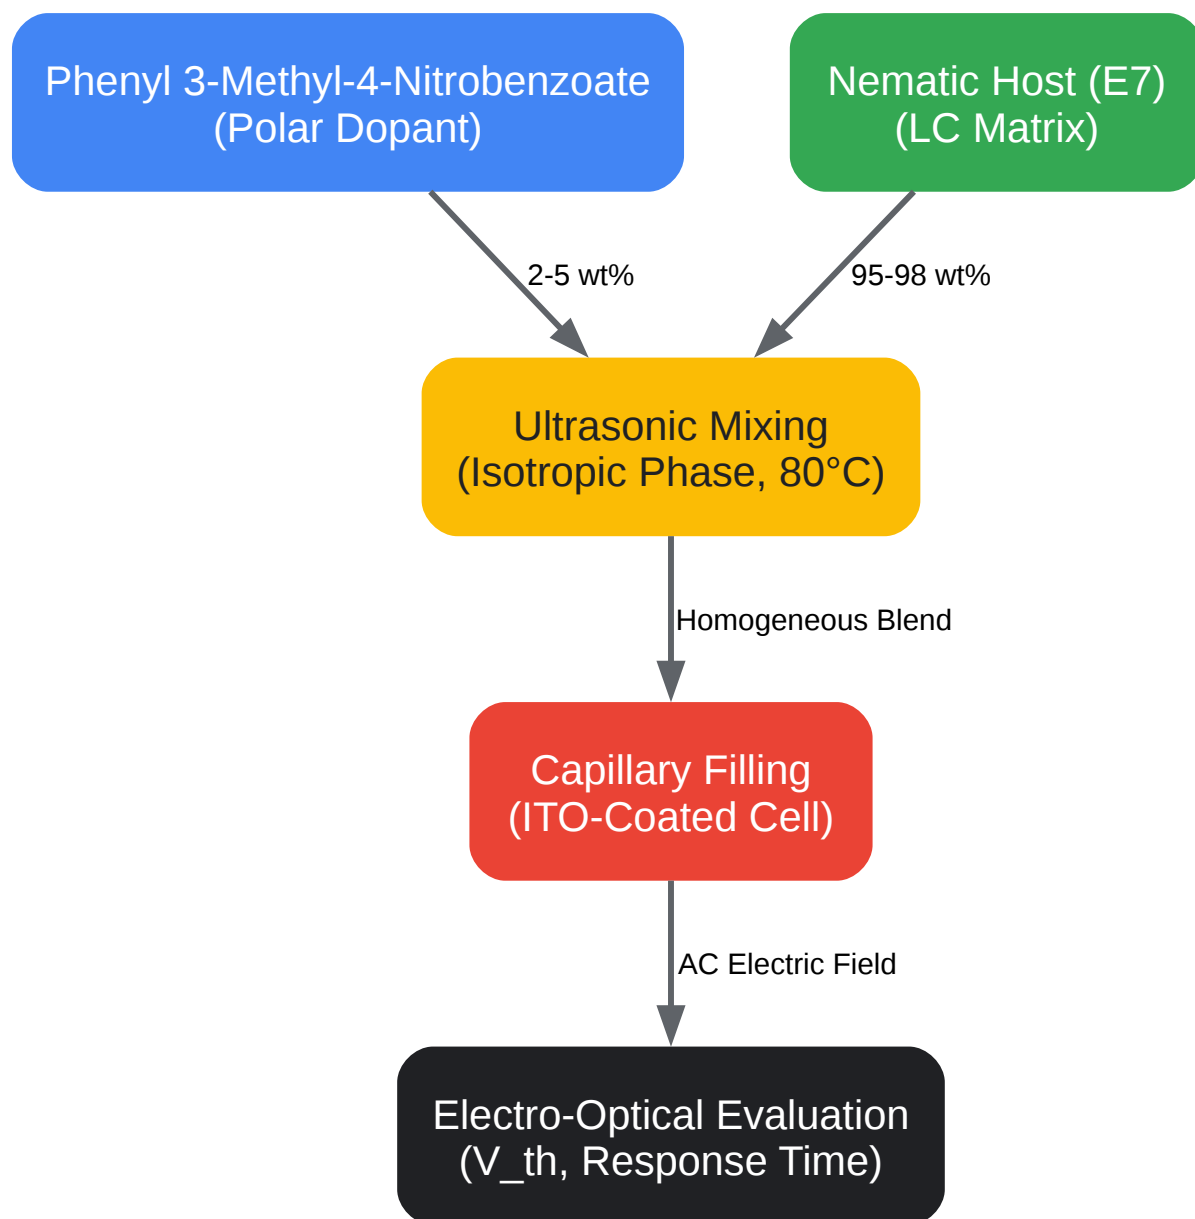 Phenyl 3-Methyl-4-Nitrobenzoate
(Polar Dopant)
Nematic Host (E7)
(LC Matrix)
2-5 wt%
95-98 wt%
Ultrasonic Mixing
(Isotropic Phase, 80°C)
Homogeneous Blend
Capillary Filling
(ITO-Coated Cell)
AC Electric Field
Electro-Optical Evaluation
(V_th, Response Time)